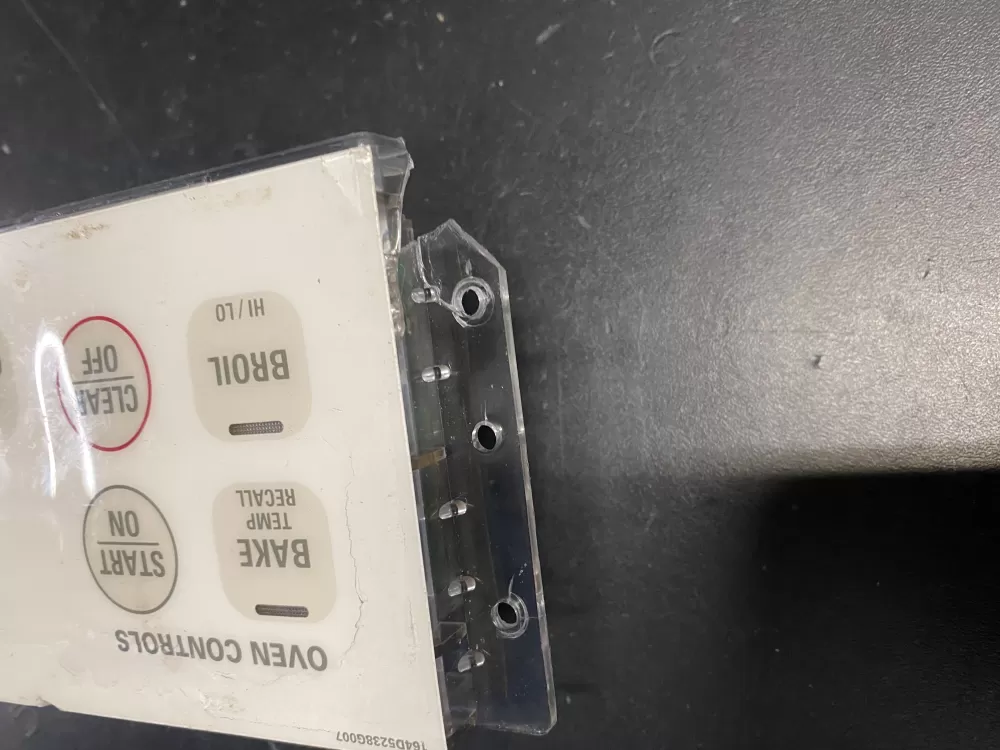 164D5238G007
OVEN CONTROLS
BAKE
TEMP
RECALL
START
ON
BROIL
HI / LO
CLEAR
OFF